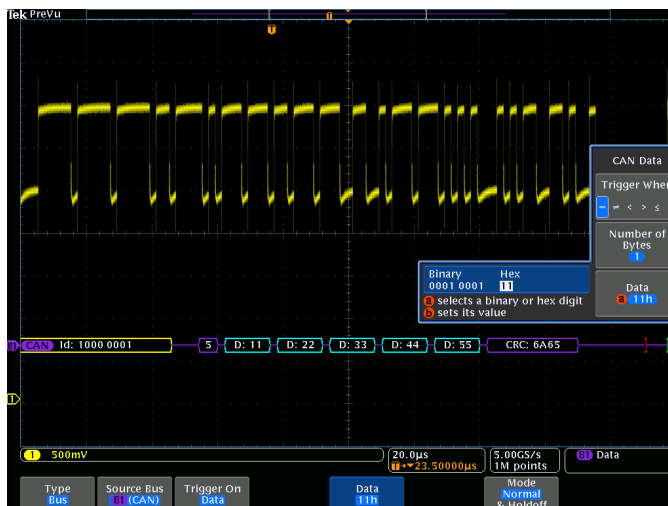 Tek PreVu
T
T
CAN Data
Trigger When
= ≠ < > ≤
Number of
Bytes
1
Binary Hex
0001 0001 11
a selects a binary or hex digit
b sets its value
Data
a 11h
B1 CAN Id: 1000 0001 5 D: 11 D: 22 D: 33 D: 44 D: 55 CRC: 6A65
1
1 500mV
20.0µs
T→▼23.50000µs
5.00GS/s
1M points
B1 Data
Type
Bus
Source Bus
B1 (CAN)
Trigger On
Data
Data
11h
Mode
Normal
& Holdoff